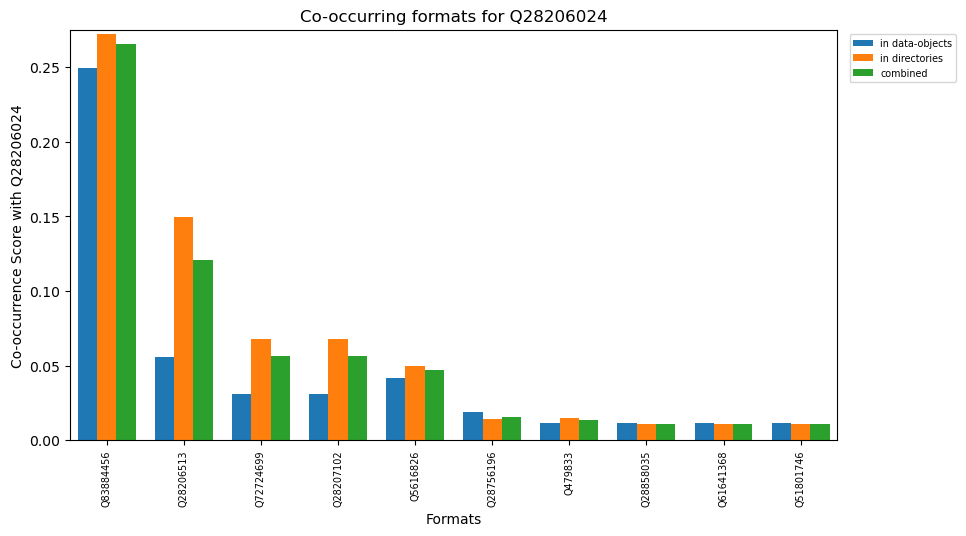 Co-occurring formats for Q28206024
in data-objects
in directories
combined
Co-occurrence Score with Q28206024
0.25
0.20
0.15
0.10
0.05
0.00
Q83884456
Q28206513
Q72724699
Q28207102
Q5616826
Q28756196
Q479833
Q28858035
Q61641368
Q51801746
Formats